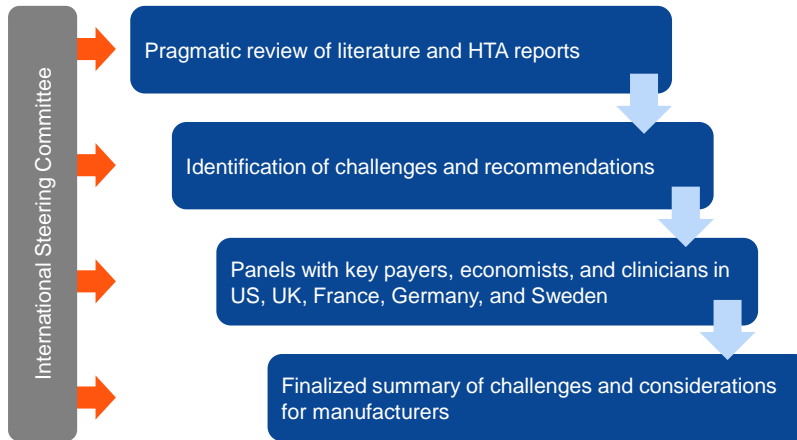 International Steering Committee
Pragmatic review of literature and HTA reports
Identification of challenges and recommendations
Panels with key payers, economists, and clinicians in
US, UK, France, Germany, and Sweden
Finalized summary of challenges and considerations
for manufacturers